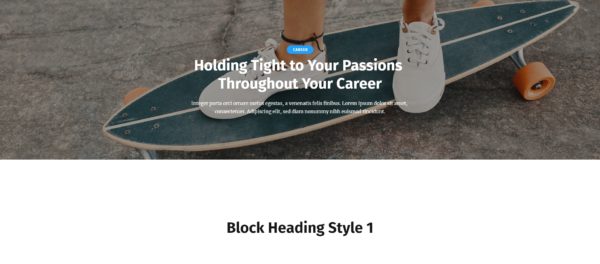 CAREER
Holding Tight to Your Passions
Throughout Your Career
Integer porta orci ornare metus egestas, a venenatis felis finibus. Lorem ipsum dolor sit amet,
consectetuer. Adipiscing elit, sed diam nonummy nibh euismod tincidunt.
Block Heading Style 1